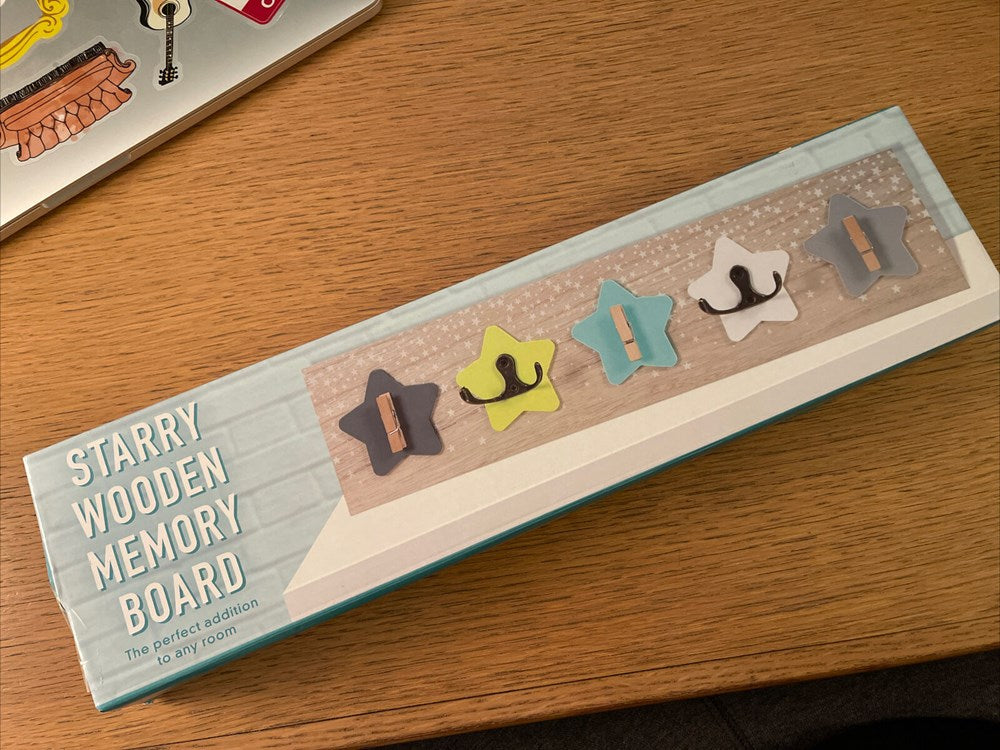 STARRY
WOODEN
MEMORY
BOARD
The perfect addition
to any room